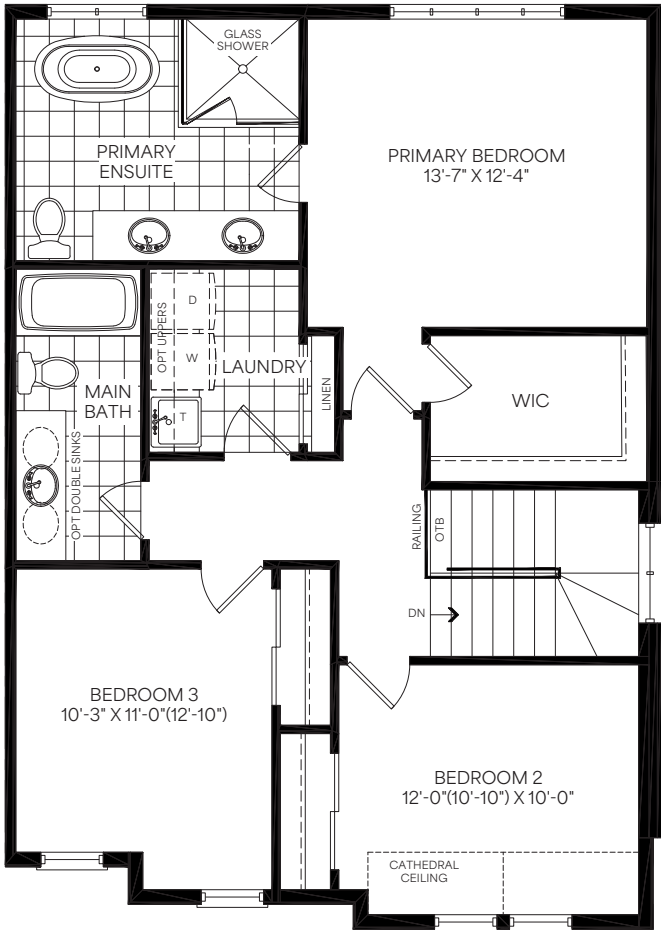 GLASS
SHOWER
PRIMARY
ENSUITE
PRIMARY BEDROOM
13'-7" X 12'-4"
D
OPT UPPERS
W
LAUNDRY
T
LINEN
MAIN
BATH
OPT DOUBLE SINKS
WIC
RAILING
OTB
DN
BEDROOM 3
10'-3" X 11'-0"(12'-10")
BEDROOM 2
12'-0"(10'-10") X 10'-0"
CATHEDRAL
CEILING